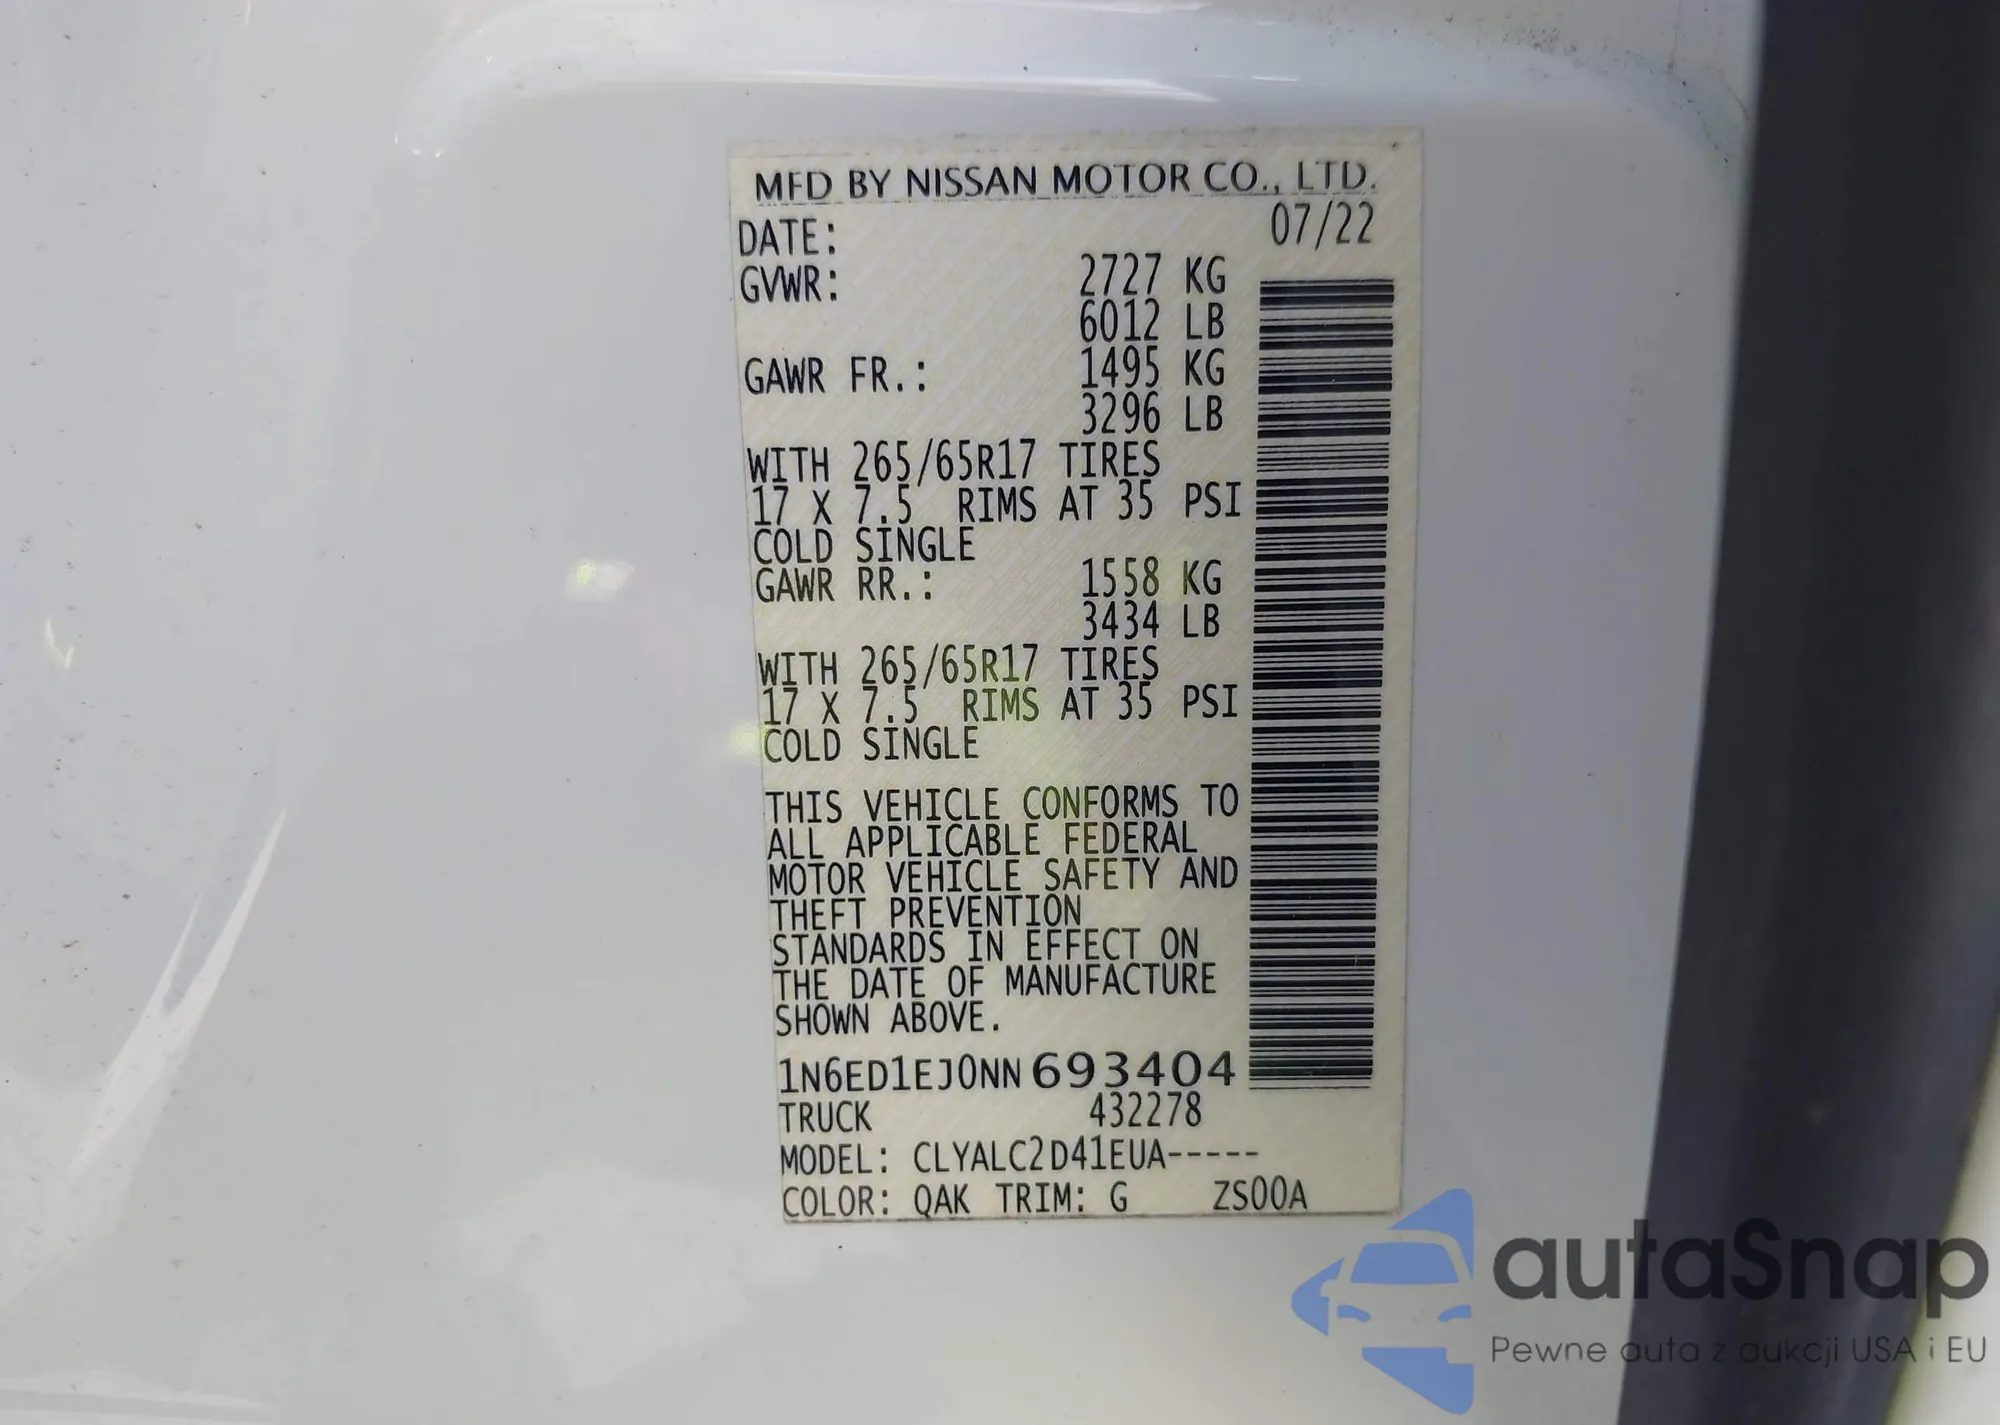 MFD BY NISSAN MOTOR CO., LTD.
DATE: 07/22
GVWR: 2727 KG
6012 LB
GAWR FR.: 1495 KG
3296 LB
WITH 265/65R17 TIRES
17 X 7.5 RIMS AT 35 PSI
COLD SINGLE
GAWR RR.: 1558 KG
3434 LB
WITH 265/65R17 TIRES
17 X 7.5 RIMS AT 35 PSI
COLD SINGLE
THIS VEHICLE CONFORMS TO
ALL APPLICABLE FEDERAL
MOTOR VEHICLE SAFETY AND
THEFT PREVENTION
STANDARDS IN EFFECT ON
THE DATE OF MANUFACTURE
SHOWN ABOVE.
1N6ED1EJ0NN693404
TRUCK 432278
MODEL: CLYALC2D41EUA-----
COLOR: QAK TRIM: G ZS00A
autaSnap
Pewne auta z aukcji USA i EU